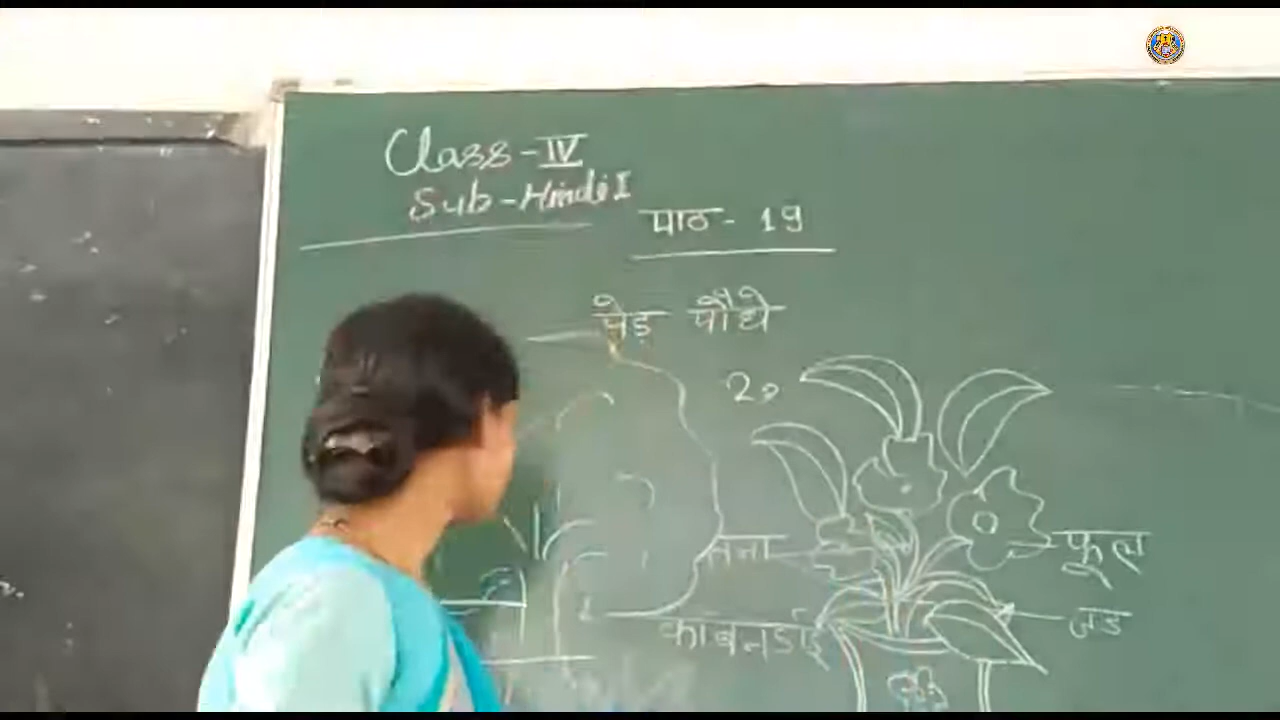 Class-IV
Sub-Hindi I
पाठ - 19
पेड़ पौधे
2.
तना
फूल
काबनडाई
जड